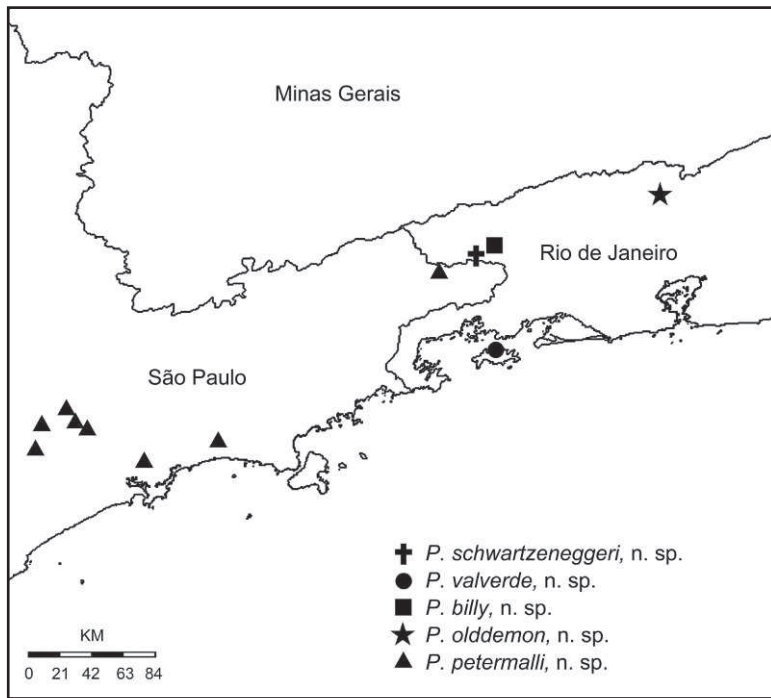 Minas Gerais
Rio de Janeiro
São Paulo
P. schwartzeneggeri, n. sp.
P. valverde, n. sp.
P. billy, n. sp.
P. olddemon, n. sp.
P. petermalli, n. sp.
KM
0 21 42 63 84